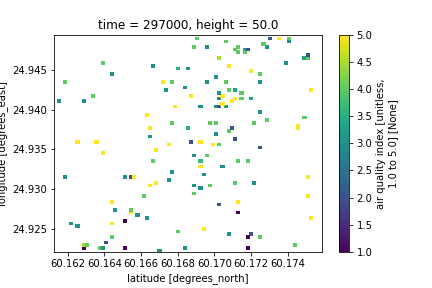 time = 297000, height = 50.0
24.945
24.940
24.935
24.930
24.925
longitude [degrees_east]
60.162 60.164 60.166 60.168 60.170 60.172 60.174
latitude [degrees_north]
5.0
4.5
4.0
3.5
3.0
2.5
2.0
1.5
1.0
air quality index [unitless,
1.0 to 5.0] [None]